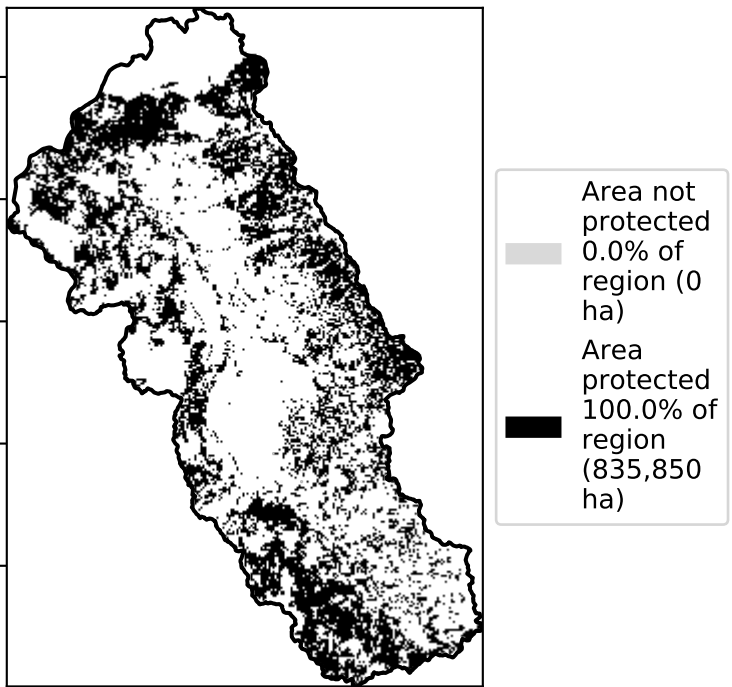 Area not
protected
0.0% of
region (0
ha)
Area
protected
100.0% of
region
(835,850
ha)